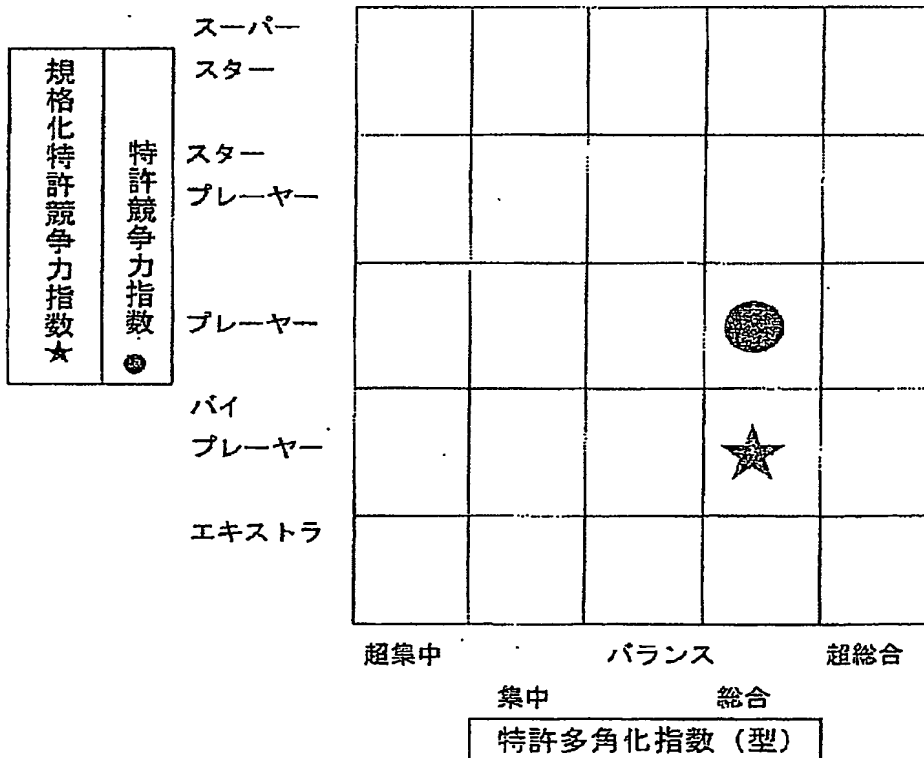 規格化特許競争力指数★
特許競争力指数●
スーパー
スター
スター
プレーヤー
プレーヤー
バイ
プレーヤー
エキストラ
超集中
バランス
超総合
集中
総合
特許多角化指数（型）